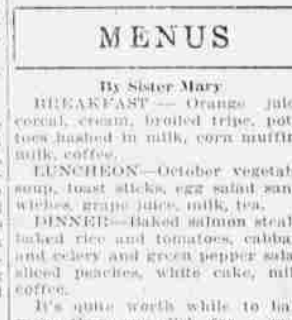 MENUS
By Sister Mary
BREAKFAST — Orange juic
cereal, cream, broiled tripe, pot
toes hashed in milk, corn muffin
milk, coffee.
LUNCHEON—October vegetab
soup, toast sticks, egg salad san
wiches, grape juice, milk, tea.
DINNER—Baked salmon steak
baked rice and tomatoes, cabba
and celery and green pepper sala
sliced peaches, white cake, mil
coffee.
It's quite worth while to ba